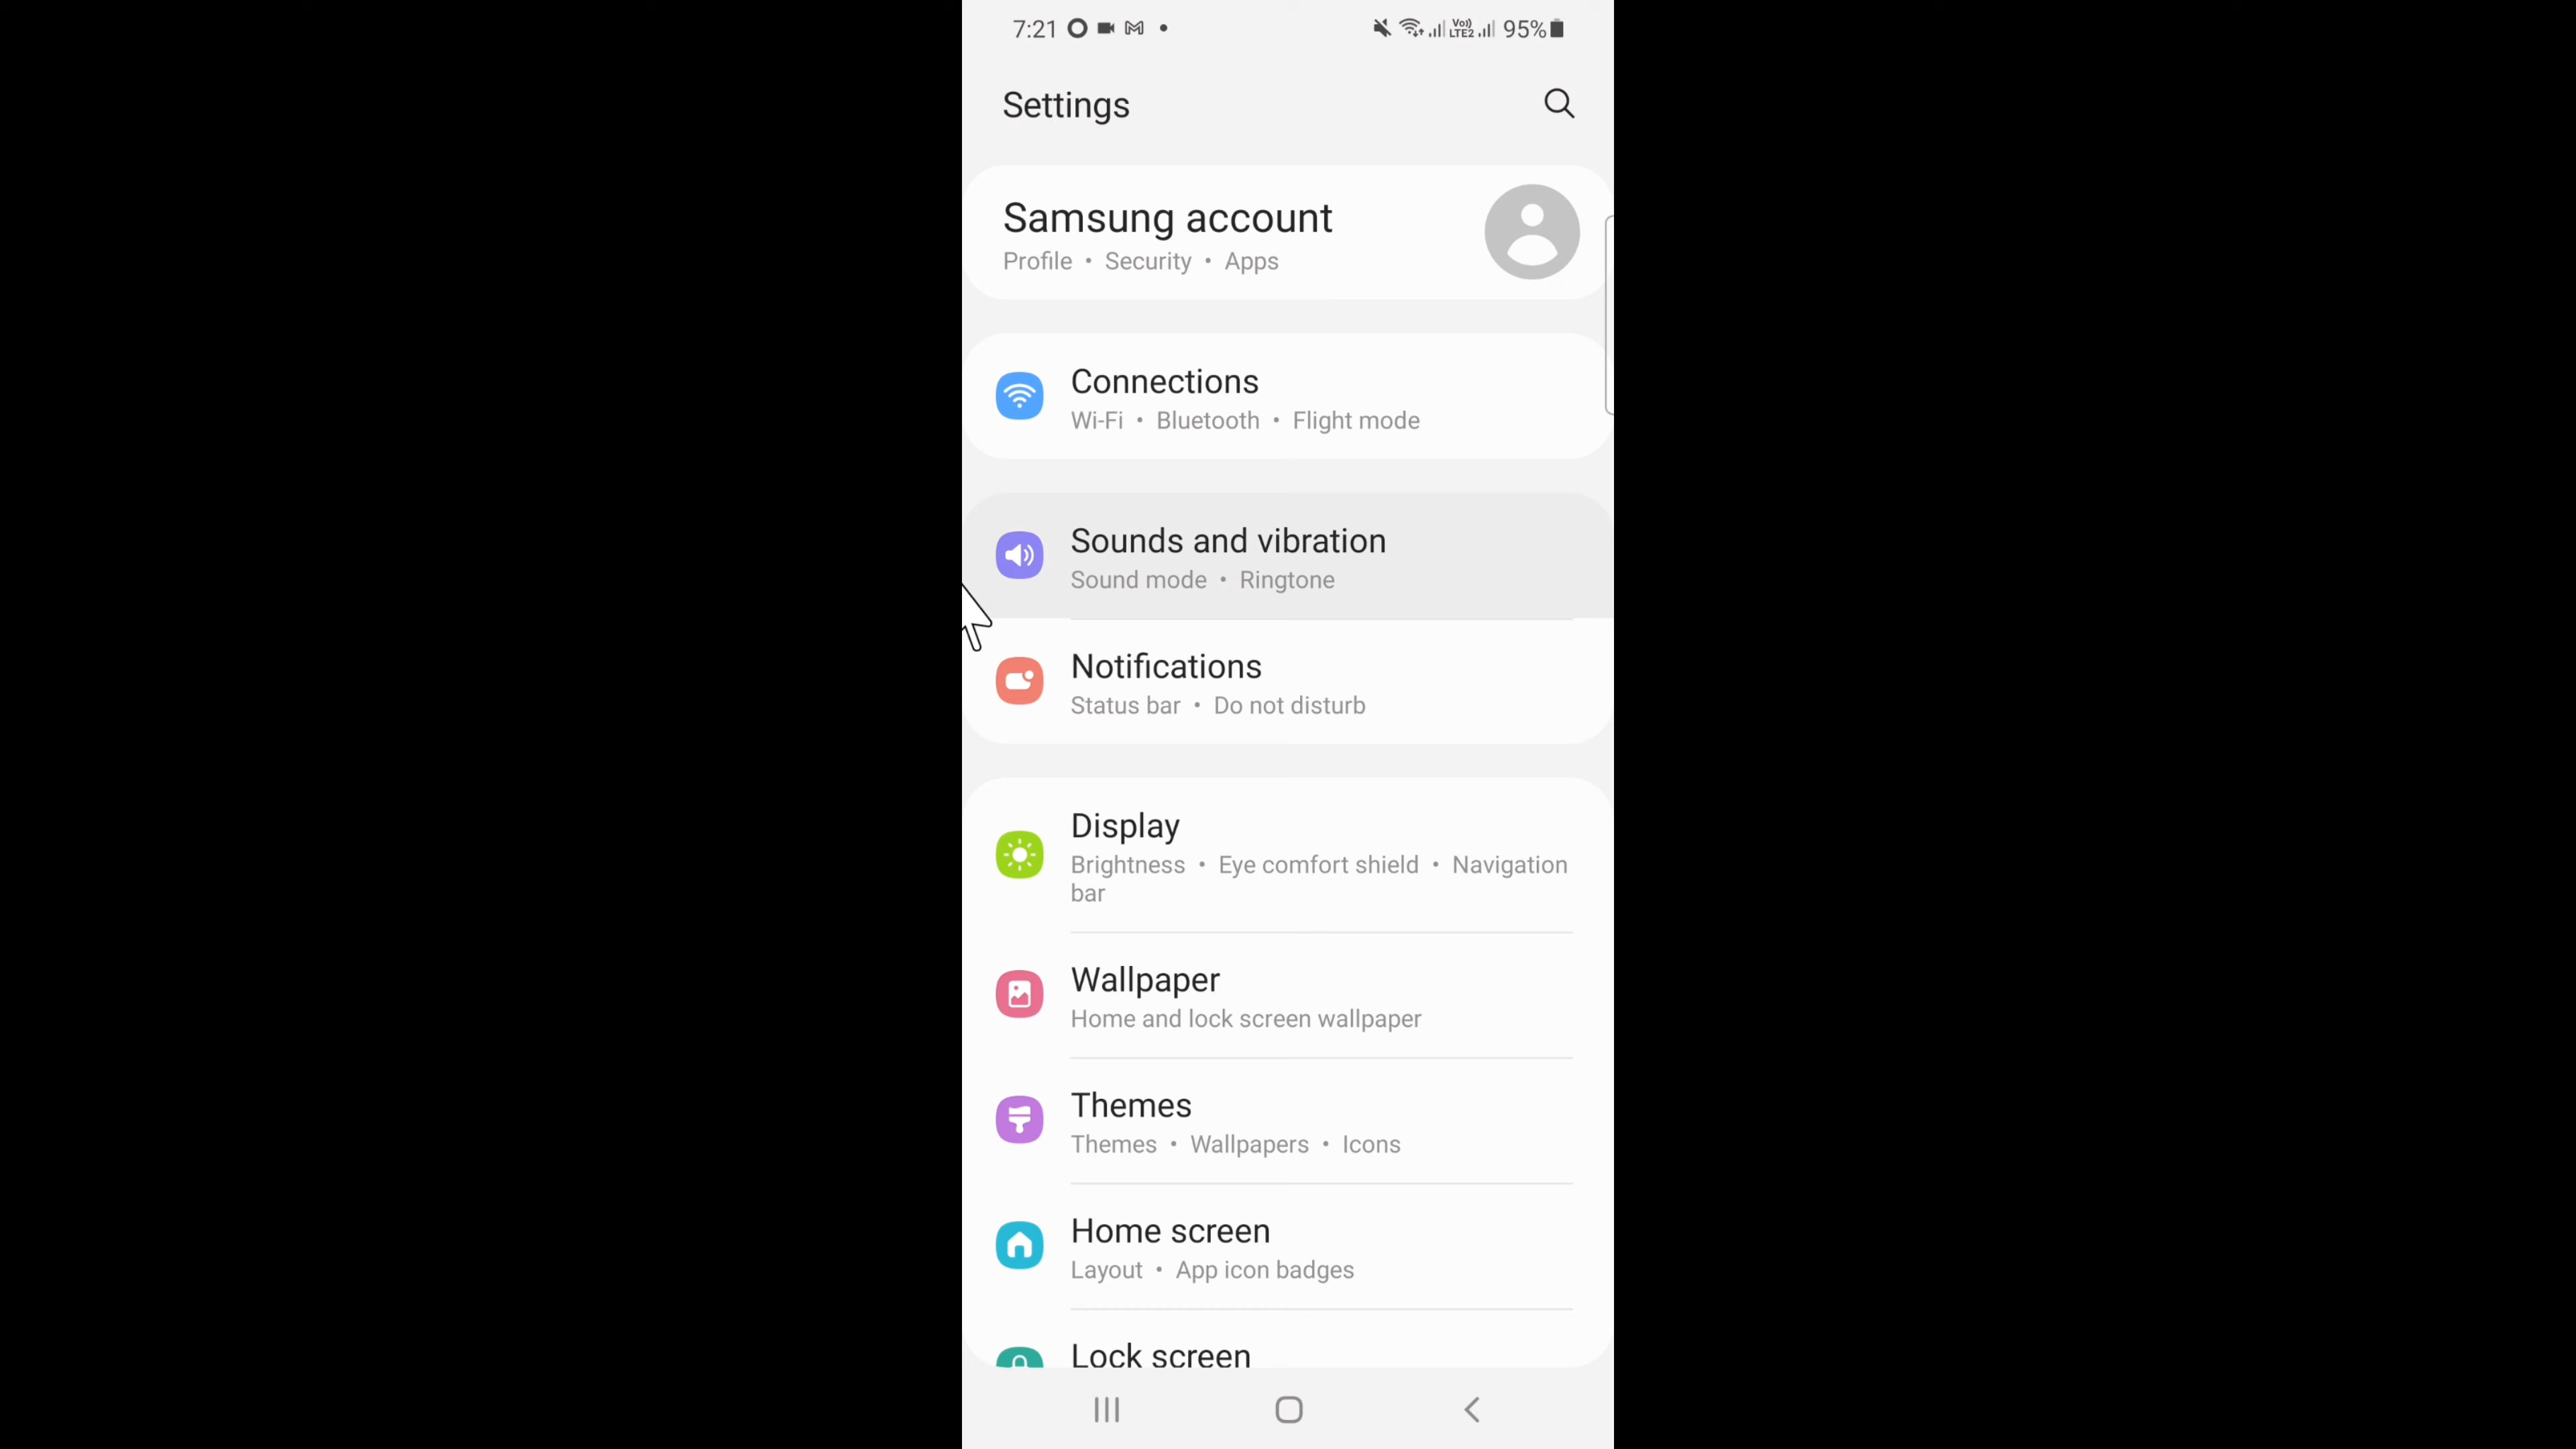 7:21 95%
Settings
Samsung account
Profile • Security • Apps
Connections
Wi-Fi • Bluetooth • Flight mode
Sounds and vibration
Sound mode • Ringtone
Notifications
Status bar • Do not disturb
Display
Brightness • Eye comfort shield • Navigation
bar
Wallpaper
Home and lock screen wallpaper
Themes
Themes • Wallpapers • Icons
Home screen
Layout • App icon badges
Lock screen